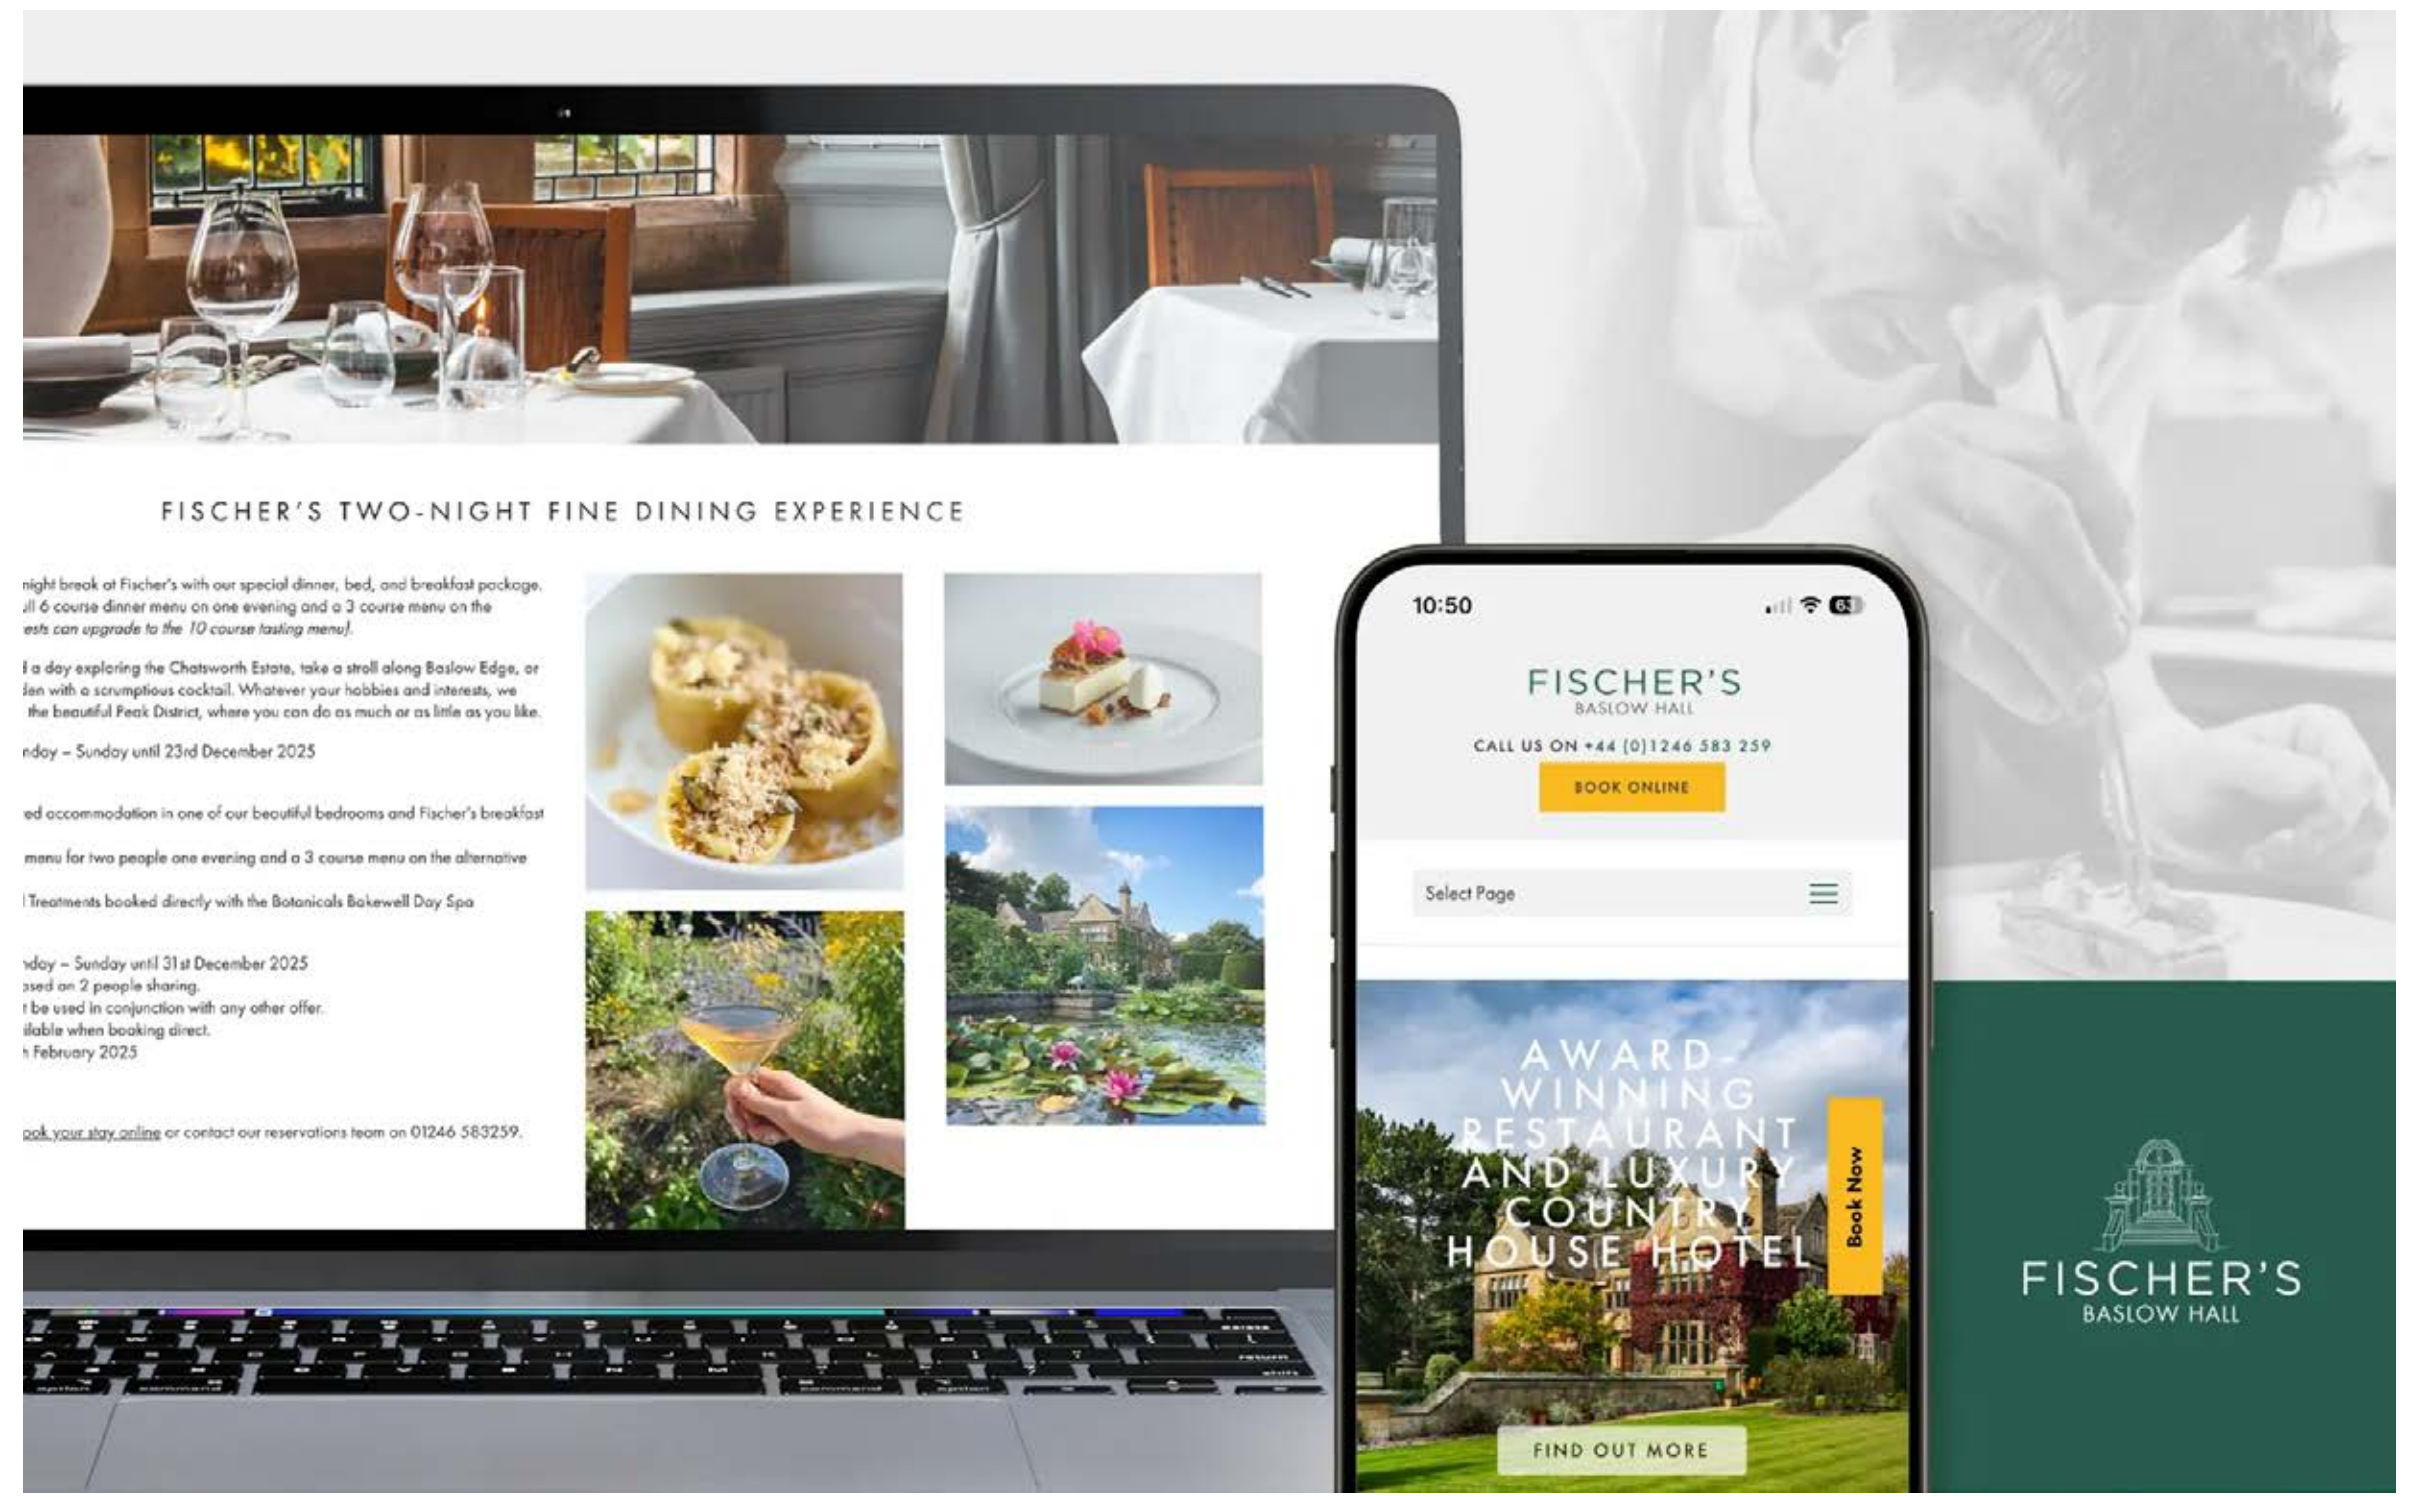 FISCHER'S TWO-NIGHT FINE DINING EXPERIENCE
night break at Fischer's with our special dinner, bed, and breakfast package.
6 course dinner menu on one evening and a 3 course menu on the
can upgrade to the 10 course tasting menu).
a day exploring the Chatsworth Estate, take a stroll along Baslow Edge, or
with a scrumptious cocktail. Whatever your hobbies and interests, we
the beautiful Peak District, where you can do as much or as little as you like.
– Sunday until 23rd December 2025
accommodation in one of our beautiful bedrooms and Fischer's breakfast
menu for two people one evening and a 3 course menu on the alternative
Treatments booked directly with the Botanicals Bakewell Day Spa
– Sunday until 31st December 2025
on 2 people sharing.
be used in conjunction with any other offer.
when booking direct.
February 2025
your stay online or contact our reservations team on 01246 583259.
10:50
63
FISCHER'S
BASLOW HALL
CALL US ON +44 (0)1246 583 259
BOOK ONLINE
Select Page
AWARD-
WINNING
RESTAURANT
AND LUXURY
COUNTRY
HOUSE HOTEL
Book Now
FIND OUT MORE
FISCHER'S
BASLOW HALL
return
shift
option
command
command
option